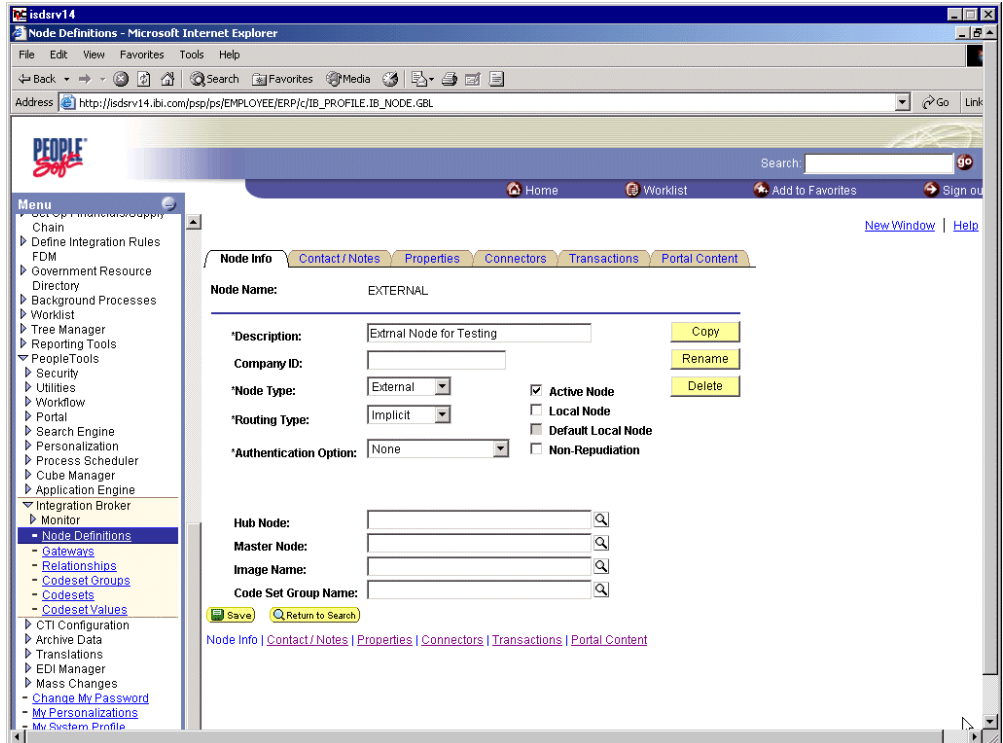 isdsrv14
Node Definitions - Microsoft Internet Explorer
File Edit View Favorites Tools Help
Back Search Favorites Media
Address http://isdsrv14.ibi.com/psp/ps/EMPLOYEE/ERP/c/IB_PROFILE.IB_NODE.GBL Go Link
PEOPLE
Soft
Search: go
Home Worklist Add to Favorites Sign ou
Menu
Set Up Financials/Supply
Chain
Define Integration Rules
FDM
Government Resource
Directory
Background Processes
Worklist
Tree Manager
Reporting Tools
PeopleTools
Security
Utilities
Workflow
Portal
Search Engine
Personalization
Process Scheduler
Cube Manager
Application Engine
Integration Broker
Monitor
- Node Definitions
- Gateways
- Relationships
- Codeset Groups
- Codesets
- Codeset Values
CTI Configuration
Archive Data
Translations
EDI Manager
Mass Changes
- Change My Password
- My Personalizations
- My System Profile
New Window | Help
Node Info Contact / Notes Properties Connectors Transactions Portal Content
Node Name: EXTERNAL
*Description: Extrnal Node for Testing Copy
Company ID: Rename
*Node Type: External Active Node Delete
*Routing Type: Implicit Local Node
Default Local Node
*Authentication Option: None Non-Repudiation
Hub Node:
Master Node:
Image Name:
Code Set Group Name:
Save Return to Search
Node Info | Contact / Notes | Properties | Connectors | Transactions | Portal Content